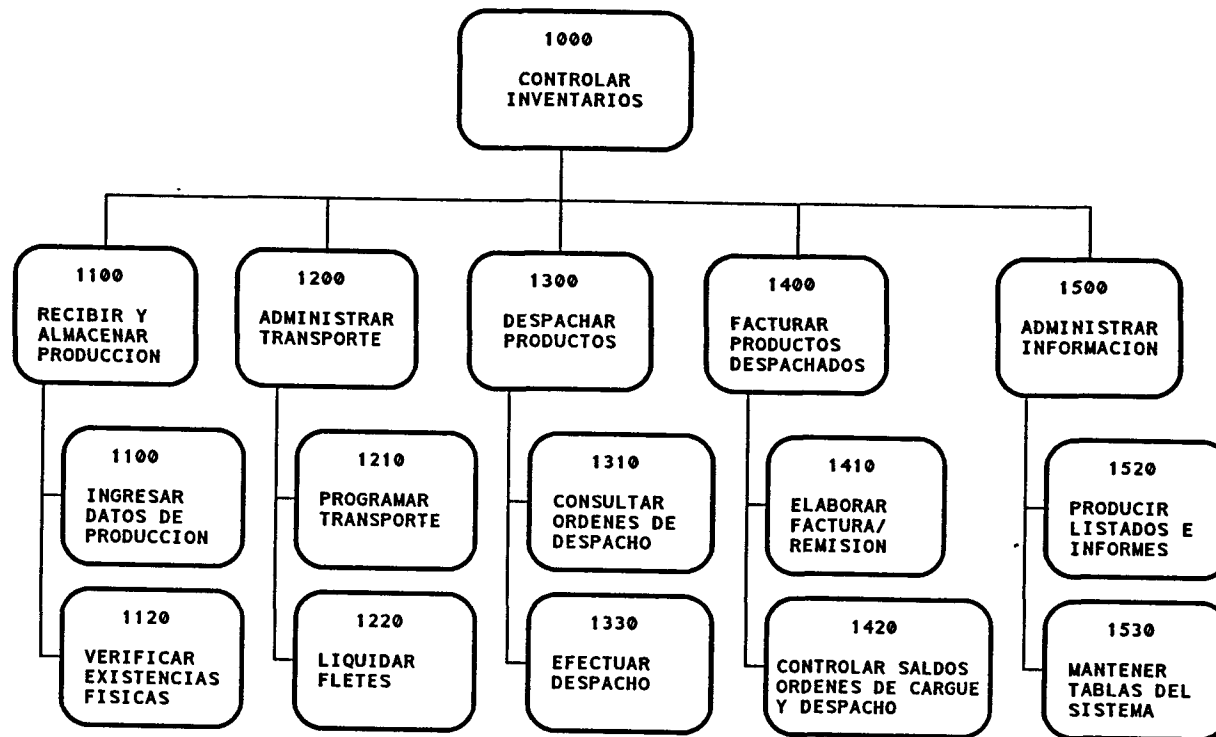 1000
CONTROLAR
INVENTARIOS
1100
RECIBIR Y
ALMACENAR
PRODUCCION
1200
ADMINISTRAR
TRANSPORTE
1300
DESPACHAR
PRODUCTOS
1400
FACTURAR
PRODUCTOS
DESPACHADOS
1500
ADMINISTRAR
INFORMACION
1100
INGRESAR
DATOS DE
PRODUCCION
1210
PROGRAMAR
TRANSPORTE
1310
CONSULTAR
ORDENES DE
DESPACHO
1410
ELABORAR
FACTURA/
REMISION
1520
PRODUCIR
LISTADOS E
INFORMES
1120
VERIFICAR
EXISTENCIAS
FISICAS
1220
LIQUIDAR
FLETES
1330
EFECTUAR
DESPACHO
1420
CONTROLAR SALDOS
ORDENES DE CARGUE
Y DESPACHO
1530
MANTENER
TABLAS DEL
SISTEMA